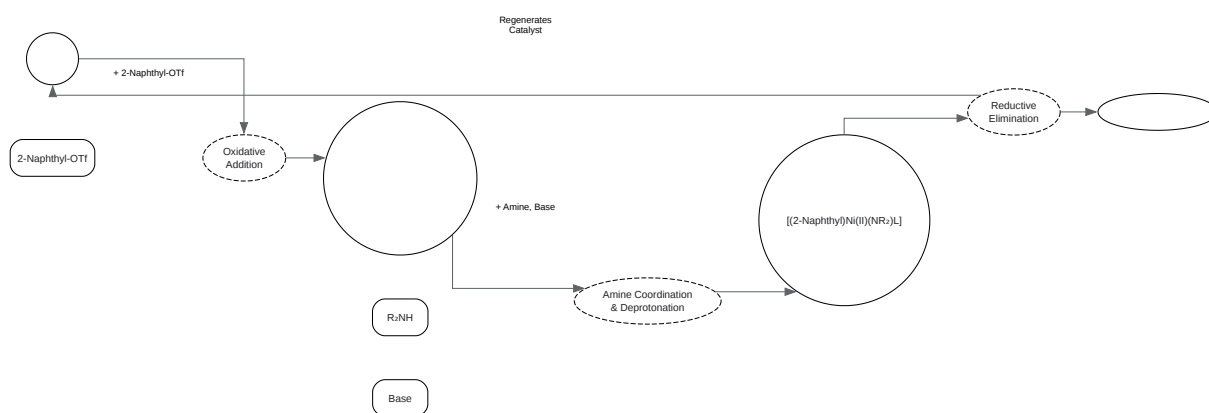 Regenerates
Catalyst
+ 2-Naphthyl-OTf
2-Naphthyl-OTf
Oxidative
Addition
+ Amine, Base
R₂NH
Base
Amine Coordination
& Deprotonation
[(2-Naphthyl)Ni(II)(NR₂)L]
Reductive
Elimination